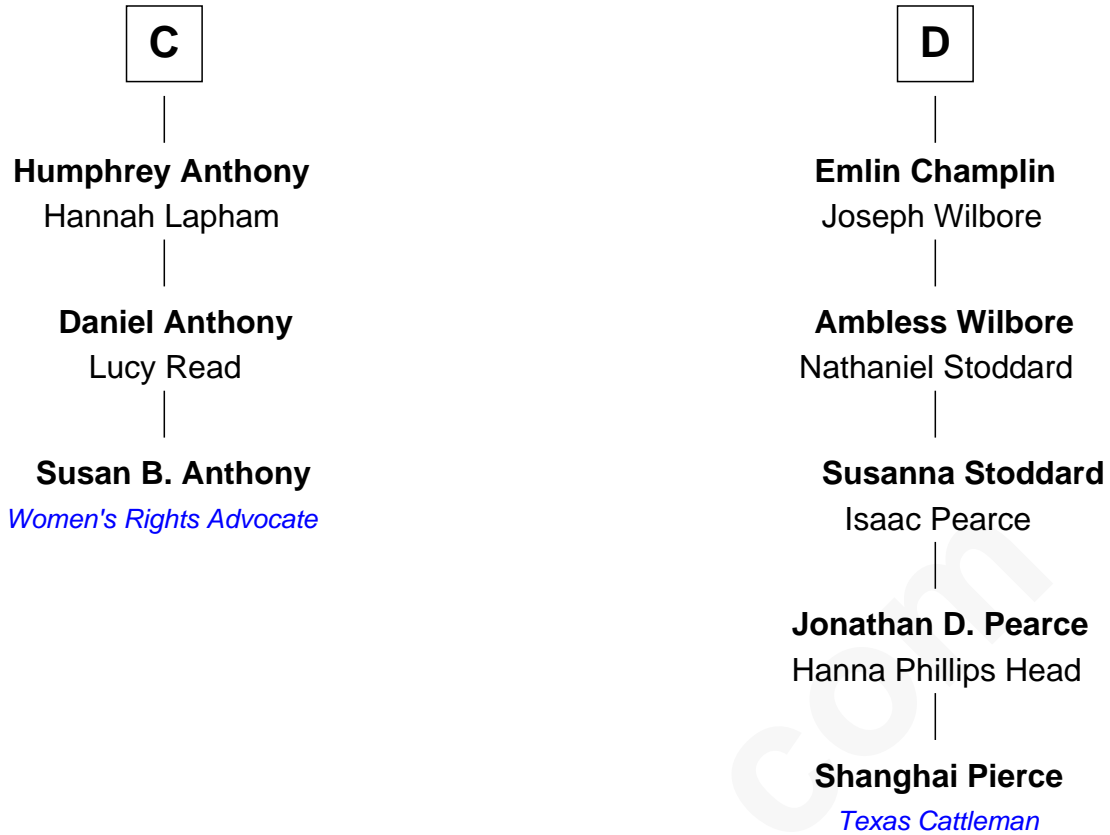 C
Humphrey Anthony
Hannah Lapham
Daniel Anthony
Lucy Read
Susan B. Anthony
Women's Rights Advocate
D
Emlin Champlin
Joseph Wilbore
Ambless Wilbore
Nathaniel Stoddard
Susanna Stoddard
Isaac Pearce
Jonathan D. Pearce
Hanna Phillips Head
Shanghai Pierce
Texas Cattleman
com